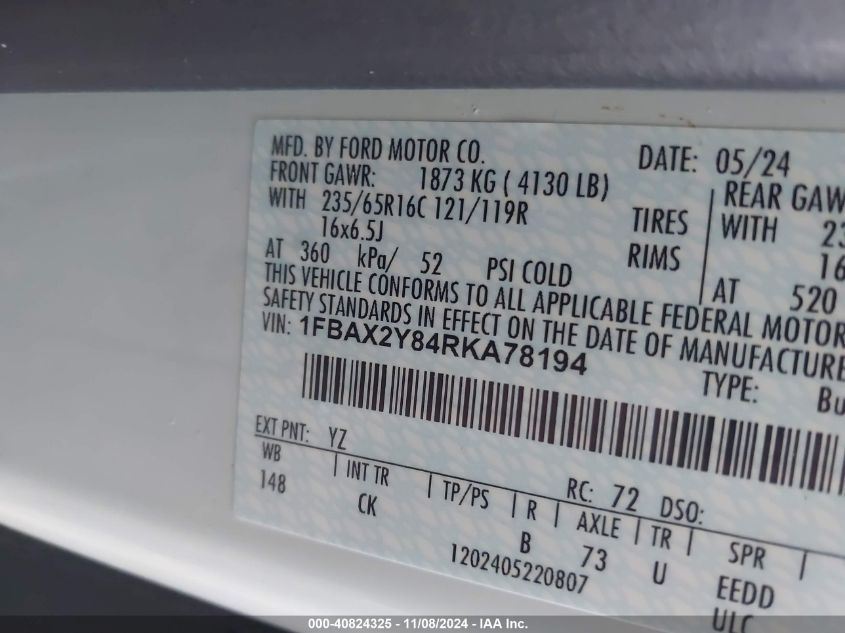 MFD. BY FORD MOTOR CO. DATE: 05/24
FRONT GAWR: 1873 KG ( 4130 LB) REAR GAW
WITH 235/65R16C 121/119R TIRES WITH 23
16x6.5J RIMS 16
AT 360 kPa/ 52 PSI COLD AT 520
THIS VEHICLE CONFORMS TO ALL APPLICABLE FEDERAL MOTOR
SAFETY STANDARDS IN EFFECT ON THE DATE OF MANUFACTURE
VIN: 1FBAX2Y84RKA78194
TYPE: Bu
EXT PNT: YZ RC: 72 DSO:
WB INT TR TP/PS R AXLE TR SPR
148 CK B 73 U EEDD
1202405220807 ULC
000-40824325 - 11/08/2024 - IAA Inc.